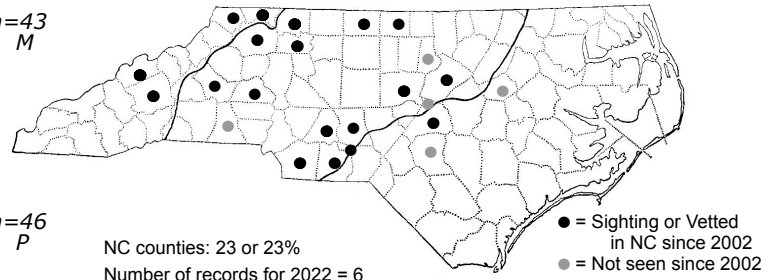 n=43
M
n=46
P
NC counties: 23 or 23%
Number of records for 2022 = 6
= Sighting or Vetted
in NC since 2002
= Not seen since 2002